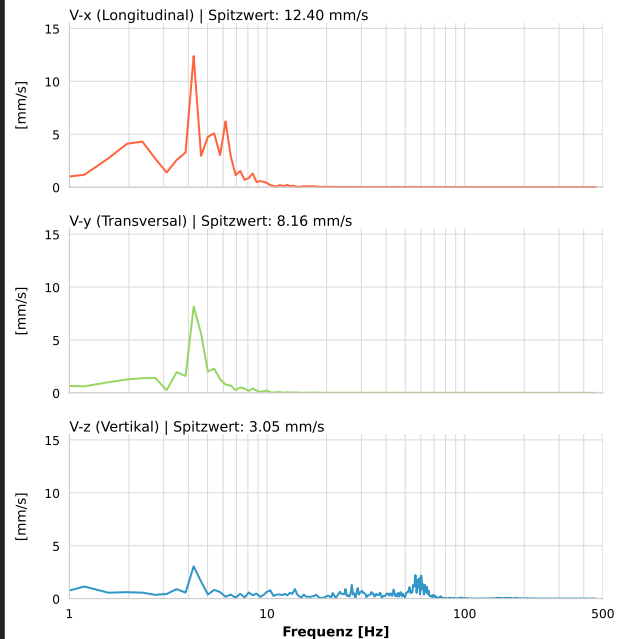 V-x (Longitudinal) | Spitzwert: 12.40 mm/s
15
10
5
0
[mm/s]
V-y (Transversal) | Spitzwert: 8.16 mm/s
15
10
5
0
[mm/s]
V-z (Vertikal) | Spitzwert: 3.05 mm/s
15
10
5
0
[mm/s]
1 10 100 500
Frequenz [Hz]